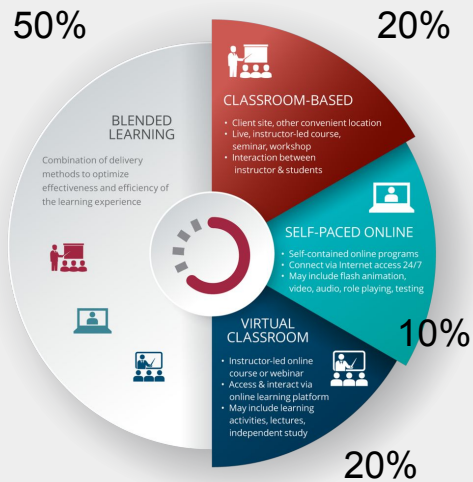 50%
20%
BLENDED
LEARNING
Combination of delivery
methods to optimize
effectiveness and efficiency of
the learning experience
CLASSROOM-BASED
• Client site, other convenient location
• Live, instructor-led course,
seminar, workshop
• Interaction between
instructor & students
SELF-PACED ONLINE
• Self-contained online programs
• Connect via Internet access 24/7
• May include flash animation,
video, audio, role playing, testing
10%
VIRTUAL
CLASSROOM
• Instructor-led online
course or webinar
• Access & interact via
online learning platform
• May include learning
activities, lectures,
independent study
20%